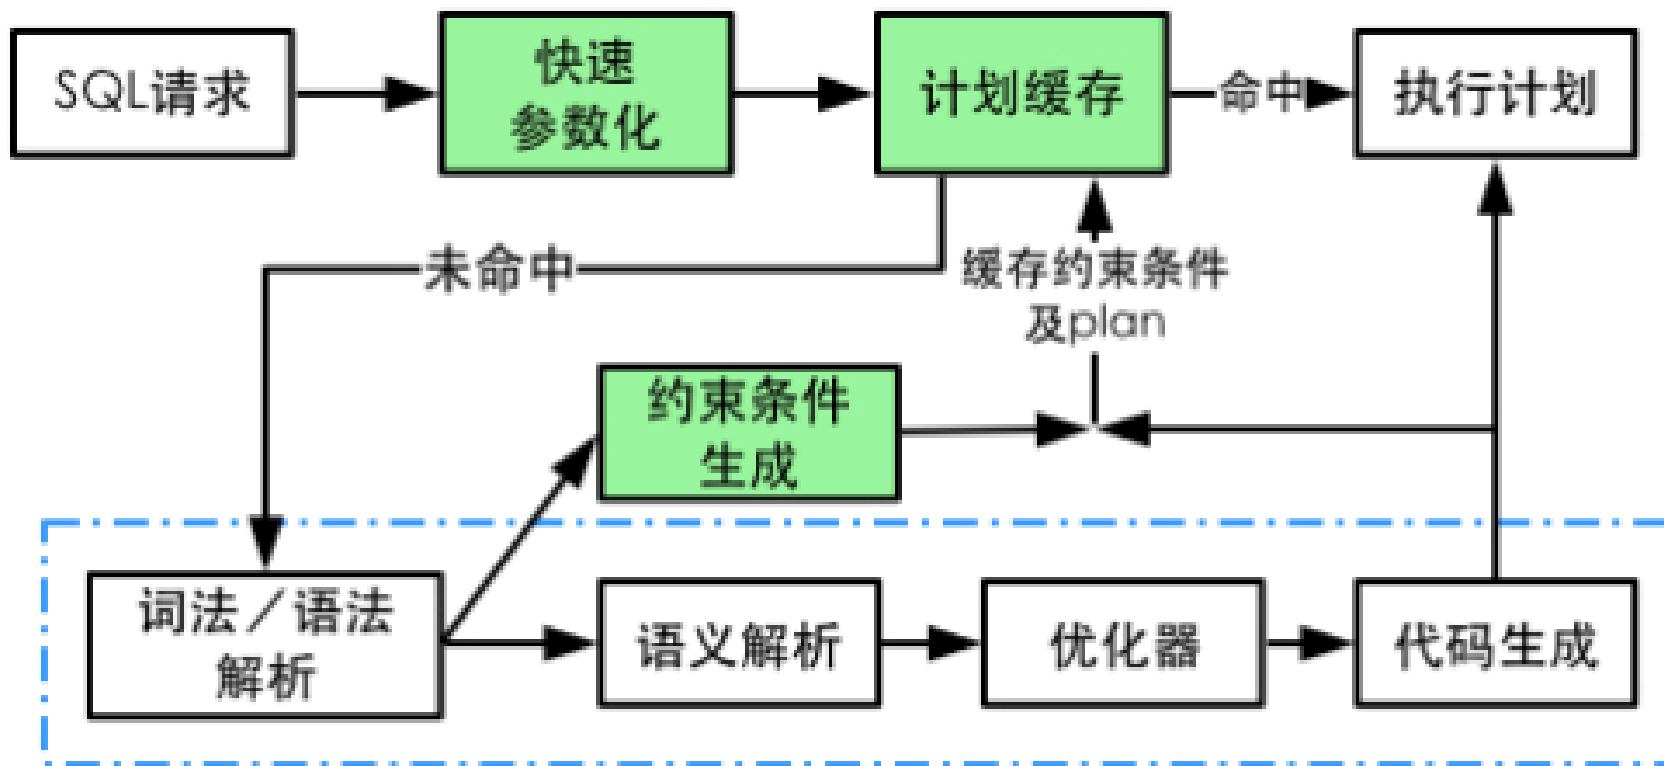 SQL请求
快速
参数化
计划缓存
命中
执行计划
未命中
缓存约束条件
及plan
约束条件
生成
词法／语法
解析
语义解析
优化器
代码生成